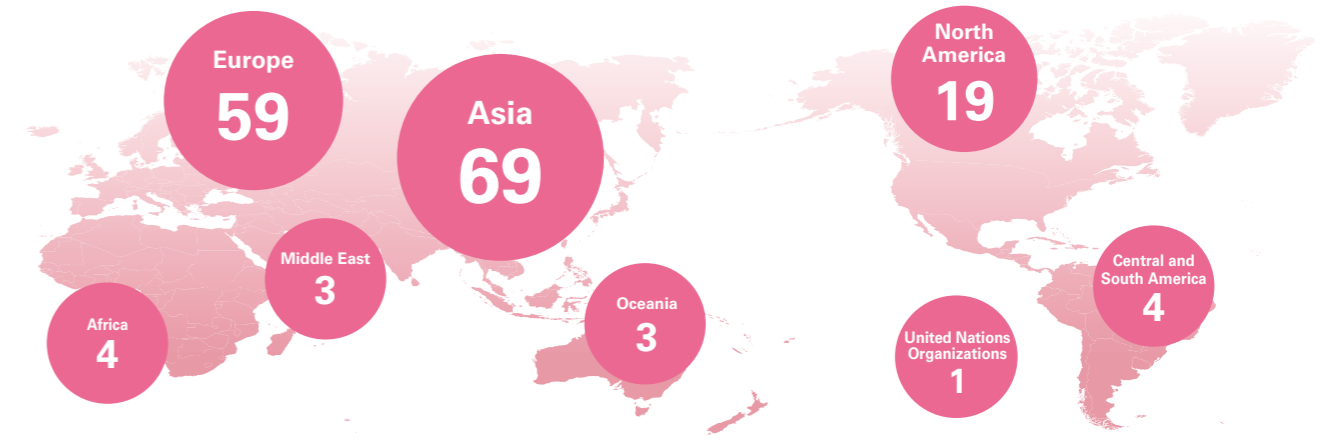 Europe
59
Asia
69
North
America
19
Middle East
3
Africa
4
Oceania
3
Central and
South America
4
United Nations
Organizations
1